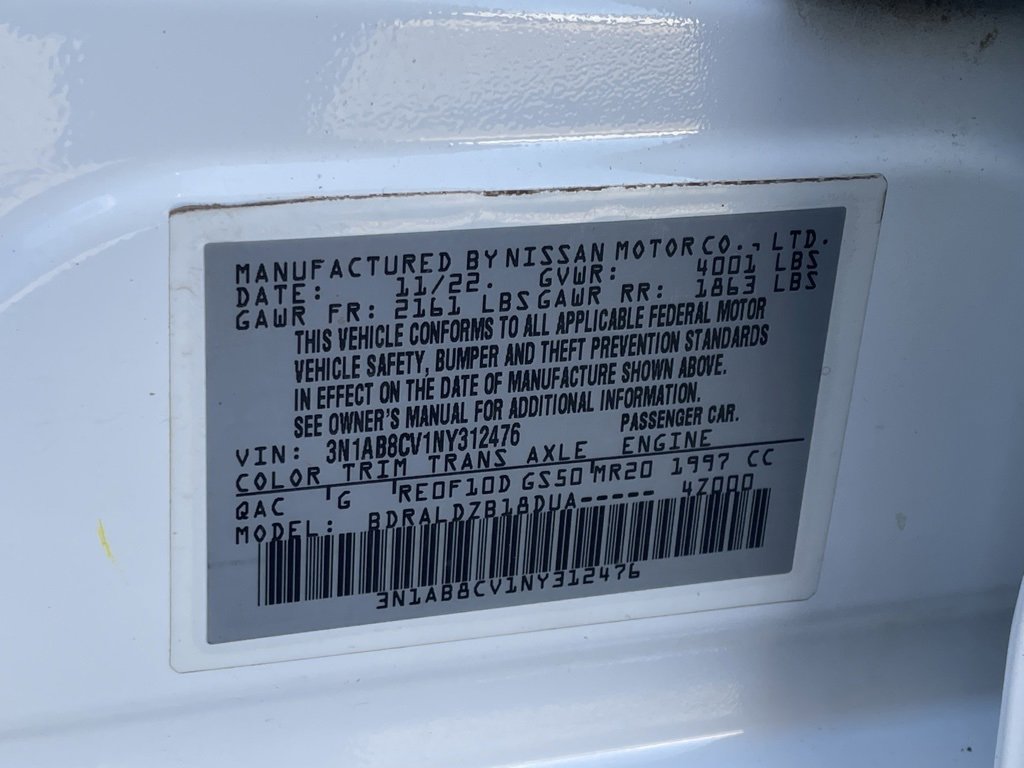 MANUFACTURED BY NISSAN MOTOR CO., LTD.
DATE: 11/22. GVWR: 4001 LBS
GAWR FR: 2161 LBS GAWR RR: 1863 LBS
THIS VEHICLE CONFORMS TO ALL APPLICABLE FEDERAL MOTOR
VEHICLE SAFETY, BUMPER AND THEFT PREVENTION STANDARDS
IN EFFECT ON THE DATE OF MANUFACTURE SHOWN ABOVE.
SEE OWNER'S MANUAL FOR ADDITIONAL INFORMATION.
VIN: 3N1AB8CV1NY312476 PASSENGER CAR.
COLOR TRIM TRANS AXLE ENGINE
QAC G RE0F10D GS50 MR20 1997 CC
MODEL: BDRALDZB18DUA----- 4Z000
3N1AB8CV1NY312476